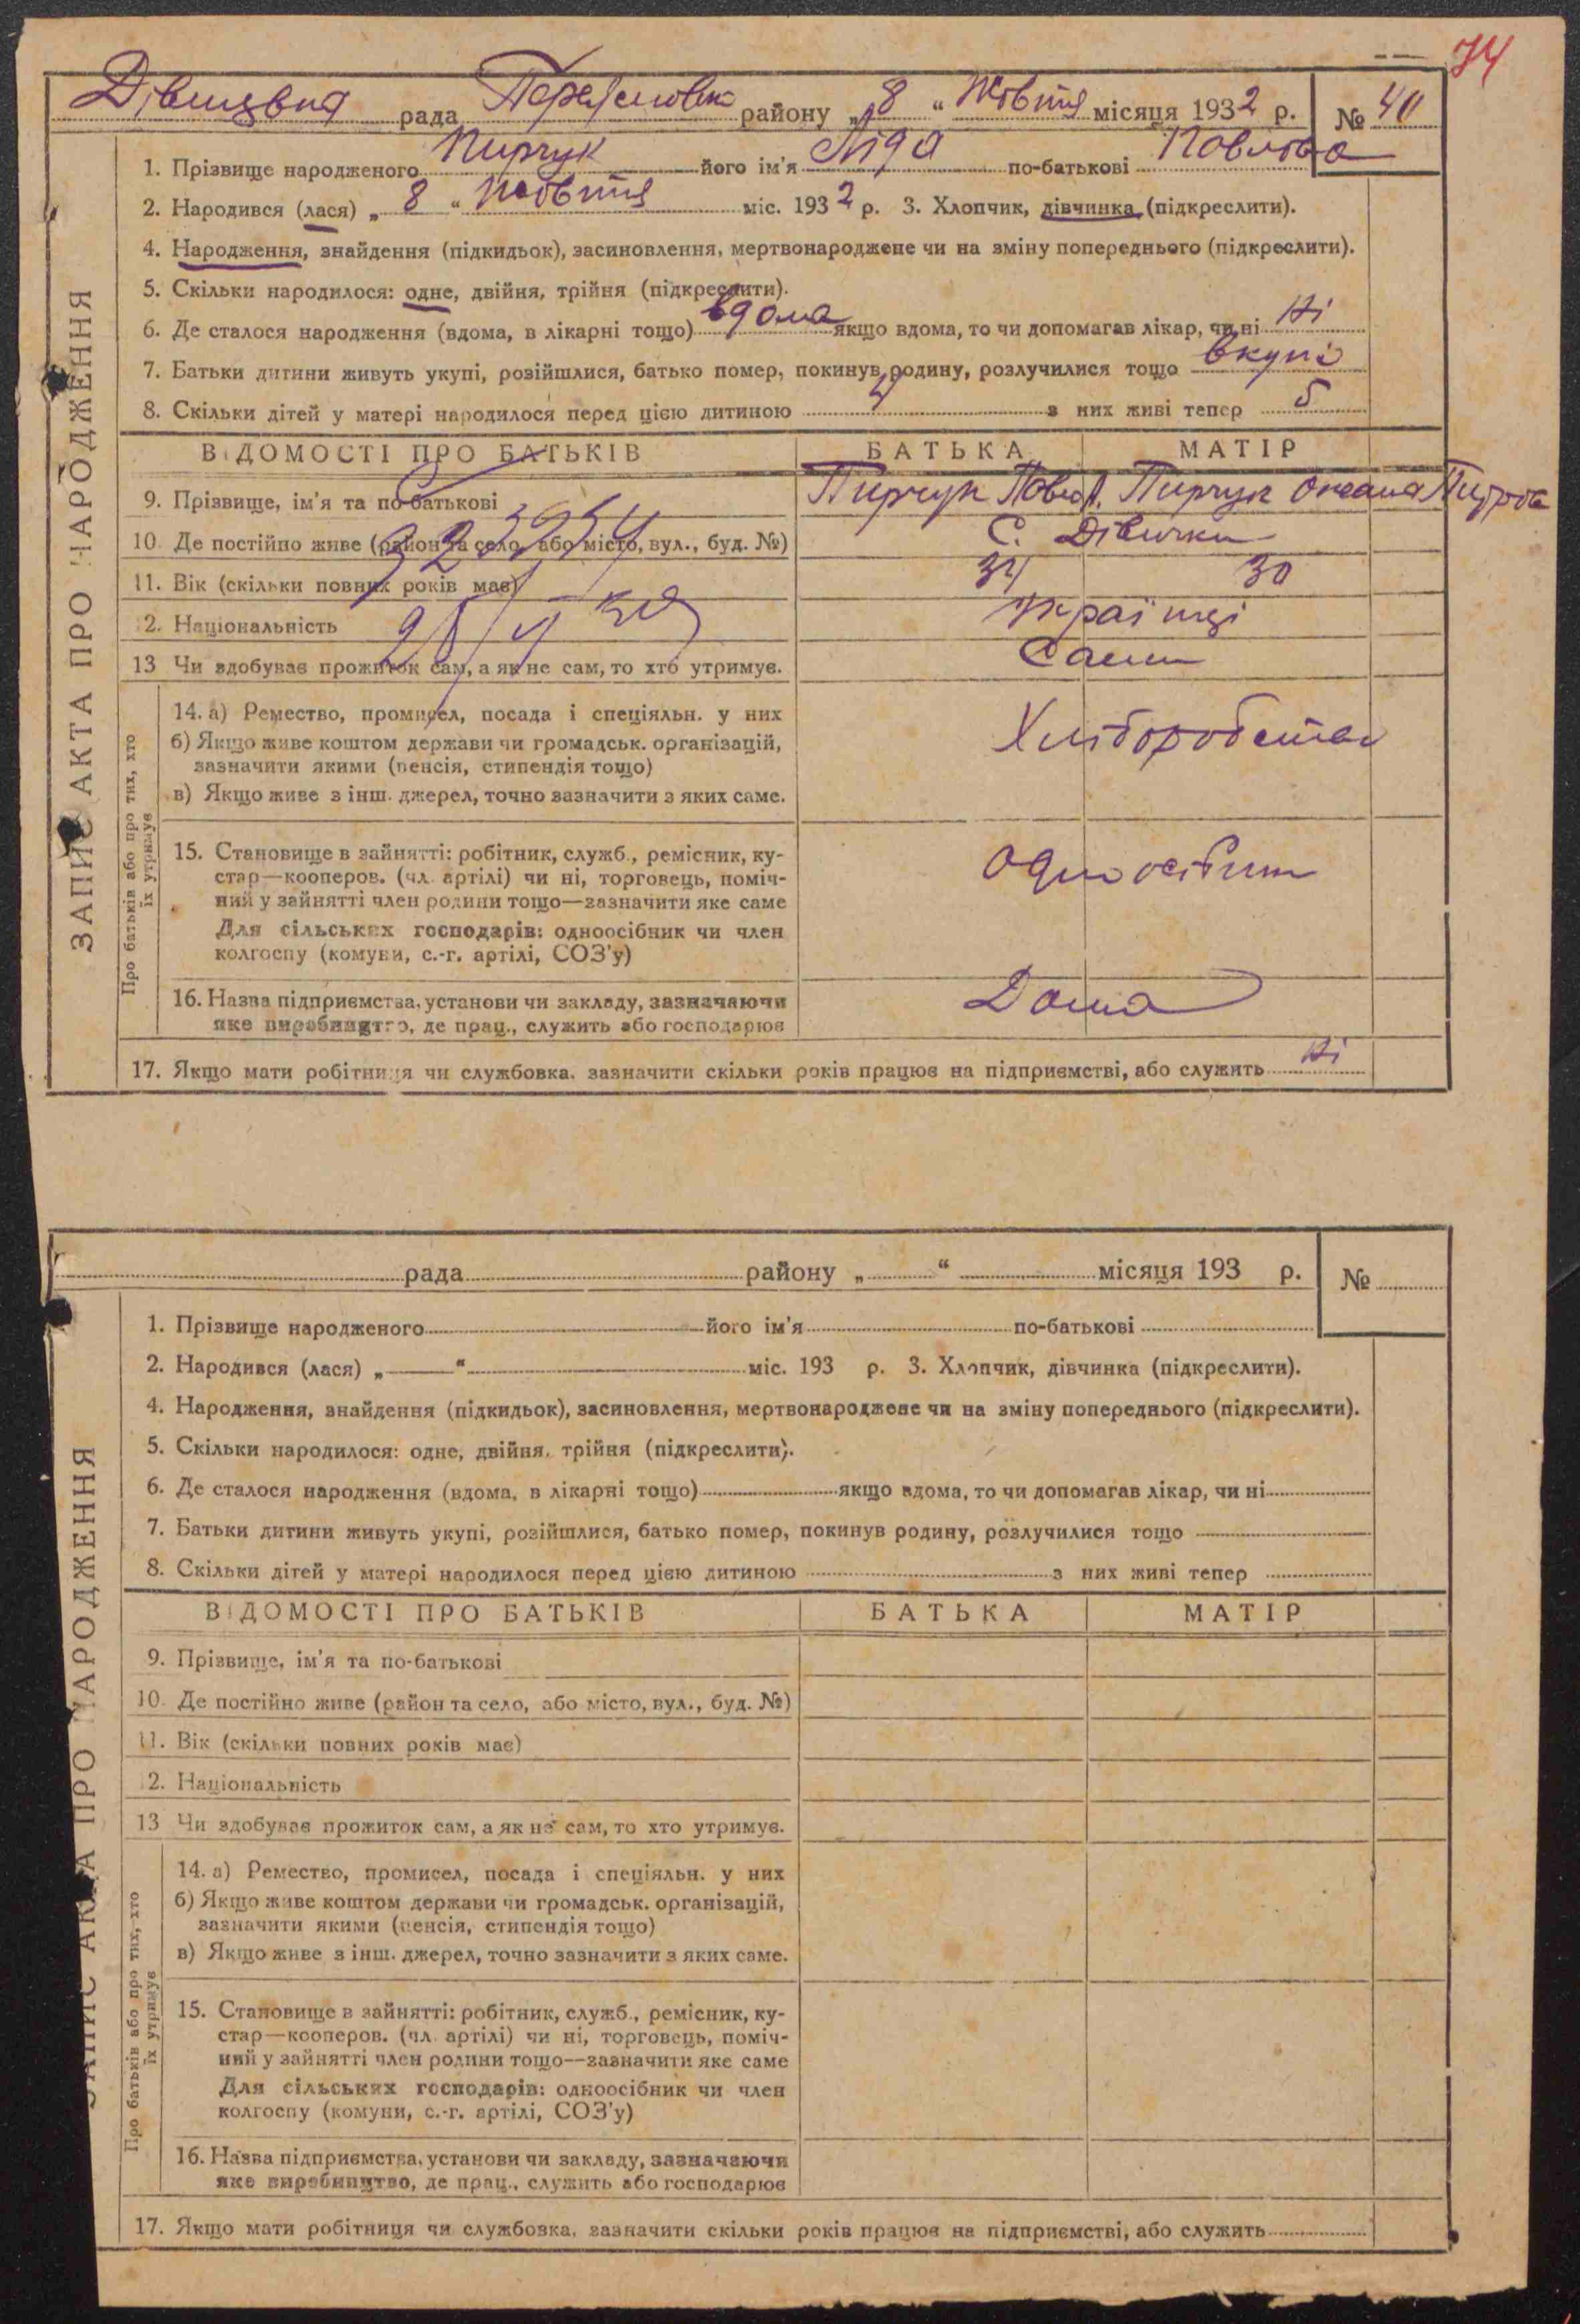 74
Дівицька рада Переяславськ району „8“ Жовтня місяця 1932 р. № 40
1. Прізвище народженого Пирчук його ім'я Ліда по-батькові Повлова
2. Народився (лася) „8“ Жовтня міс. 1932 р. 3. Хлопчик, дівчинка (підкреслити).
4. Народження, знайдення (підкидьок), засиновлення, мертвонароджене чи на зміну попереднього (підкреслити).
5. Скільки народилося: одне, двійня, трійня (підкреслити).
6. Де сталося народження (вдома, в лікарні тощо) вдома якщо вдома, то чи допомагав лікар, чи ні Ні
7. Батьки дитини живуть укупі, розійшлися, батько помер, покинув родину, розлучилися тощо вкупі
8. Скільки дітей у матері народилося перед цією дитиною 4 з них живі тепер 5
ВІДОМОСТІ ПРО БАТЬКІВ БАТЬКА МАТІР
9. Прізвище, ім'я та по-батькові Пирчук Повло Пирчук
10. Де постійно живе (район та село, або місто, вул., буд. №) С. Дівички
11. Вік (скільки повних років має) 34 30
2. Національність Українці
13 Чи здобуває прожиток сам, а як не сам, то хто утримує. Сами
14. а) Ремество, промисел, посада і спеціяльн. у них
б) Якщо живе коштом держави чи громадськ. організацій,
зазначити якими (пенсія, стипендія тощо)
в) Якщо живе з інш. джерел, точно зазначити з яких саме.
Хліборобство
15. Становище в зайнятті: робітник, служб., ремісник, ку-
стар—кооперов. (чл. артілі) чи ні, торговець, поміч-
ний у зайнятті член родини тощо—зазначити яке саме
Для сільських господарів: одноосібник чи член
колгоспу (комуни, с.-г. артілі, СОЗ'у)
16. Назва підприємства, установи чи закладу, зазначаючи
яке виробництво, де прац., служить або господарює
Дома
17. Якщо мати робітниця чи службовка, зазначити скільки років працює на підприємстві, або служить Ні
ЗАПИС АКТА ПРО НАРОДЖЕННЯ
Про батьків або про тих, хто
їх утримує
рада району „ “ місяця 193 р. №
1. Прізвище народженого його ім'я по-батькові
2. Народився (лася) „ “ міс. 193 р. 3. Хлопчик, дівчинка (підкреслити).
4. Народження, знайдення (підкидьок), засиновлення, мертвонароджене чи на зміну попереднього (підкреслити).
5. Скільки народилося: одне, двійня, трійня (підкреслити).
6. Де сталося народження (вдома, в лікарні тощо) якщо вдома, то чи допомагав лікар, чи ні
7. Батьки дитини живуть укупі, розійшлися, батько помер, покинув родину, розлучилися тощо
8. Скільки дітей у матері народилося перед цією дитиною з них живі тепер
ВІДОМОСТІ ПРО БАТЬКІВ БАТЬКА МАТІР
9. Прізвище, ім'я та по-батькові
10. Де постійно живе (район та село, або місто, вул., буд. №)
11. Вік (скільки повних років має)
2. Національність
13 Чи здобуває прожиток сам, а як не сам, то хто утримує.
14. а) Ремество, промисел, посада і спеціяльн. у них
б) Якщо живе коштом держави чи громадськ. організацій,
зазначити якими (пенсія, стипендія тощо)
в) Якщо живе з інш. джерел, точно зазначити з яких саме.
15. Становище в зайнятті: робітник, служб., ремісник, ку-
стар—кооперов. (чл. артілі) чи ні, торговець, поміч-
ний у зайнятті член родини тощо—зазначити яке саме
Для сільських господарів: одноосібник чи член
колгоспу (комуни, с.-г. артілі, СОЗ'у)
16. Назва підприємства, установи чи закладу, зазначаючи
яке виробництво, де прац., служить або господарює
17. Якщо мати робітниця чи службовка, зазначити скільки років працює на підприємстві, або служить
ЗАПИС АКТА ПРО НАРОДЖЕННЯ
Про батьків або про тих, хто
їх утримує